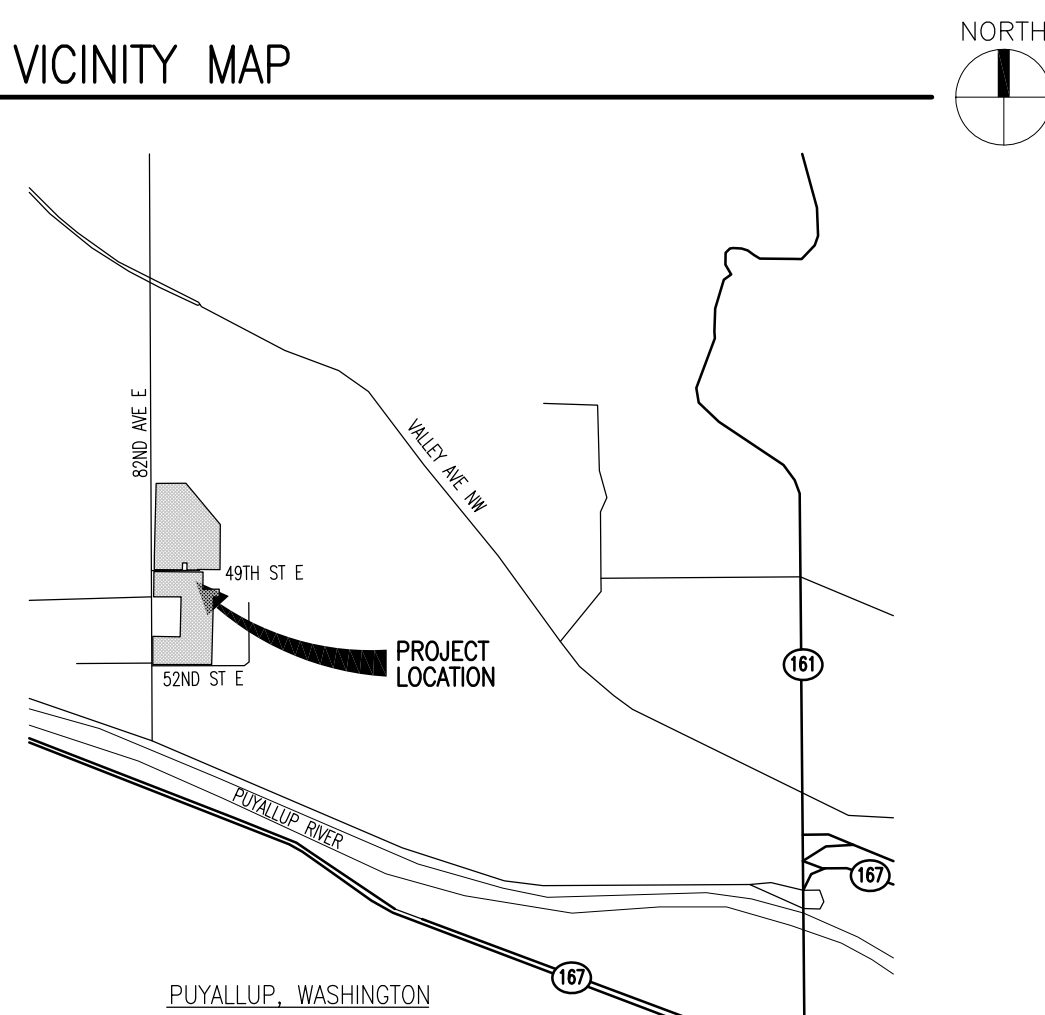 VICINITY MAP
NORTH
82ND AVE E
VALLEY AVE NW
49TH ST E
PROJECT
LOCATION
161
52ND ST E
PUYALLUP RIVER
167
167
PUYALLUP, WASHINGTON